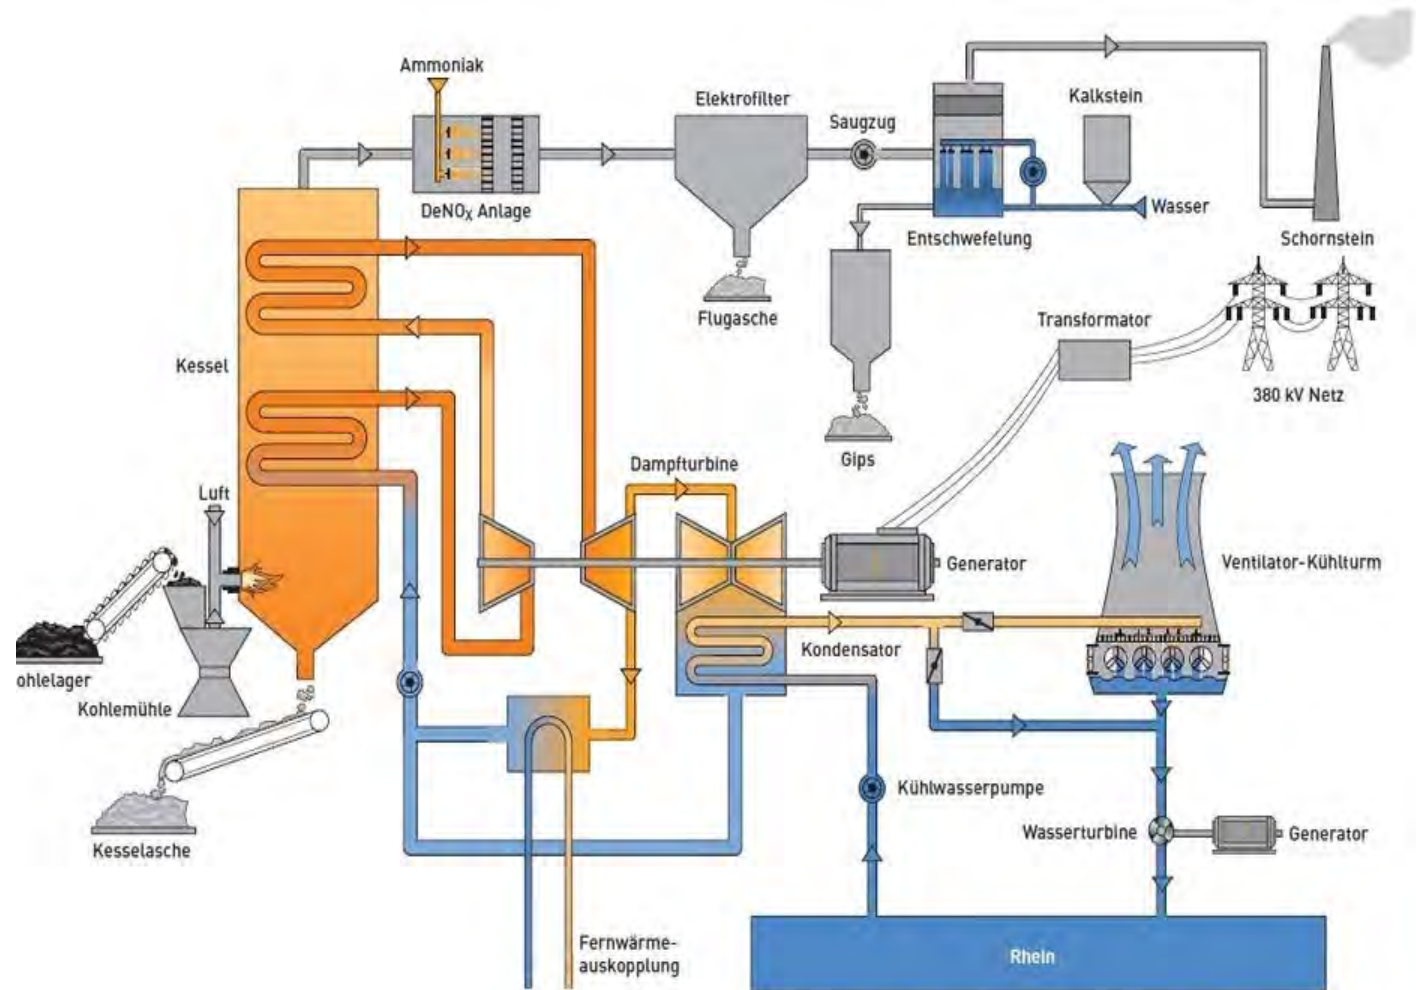 Ammoniak
Elektrofilter
Saugzug
Kalkstein
DeNOX Anlage
Wasser
Entschwefelung
Schornstein
Flugasche
Transformator
Kessel
380 kV Netz
Gips
Dampfturbine
Luft
Generator
Ventilator-Kühlturm
Kondensator
ohlelager
Kohlemühle
Kühlwasserpumpe
Wasserturbine
Generator
Kesselasche
Fernwärme-
auskopplung
Rhein